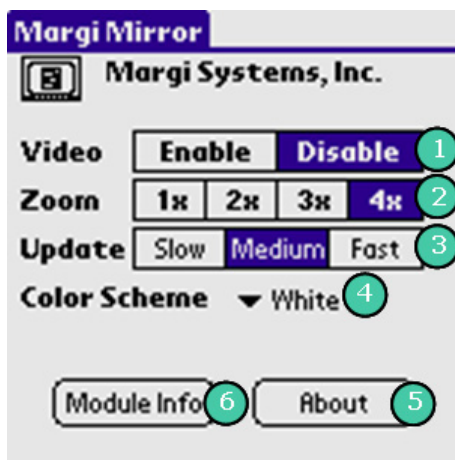 Margi Mirror
Margi Systems, Inc.
Video Enable Disable 1
Zoom 1x 2x 3x 4x 2
Update Slow Medium Fast 3
Color Scheme White 4
Module Info 6 About 5